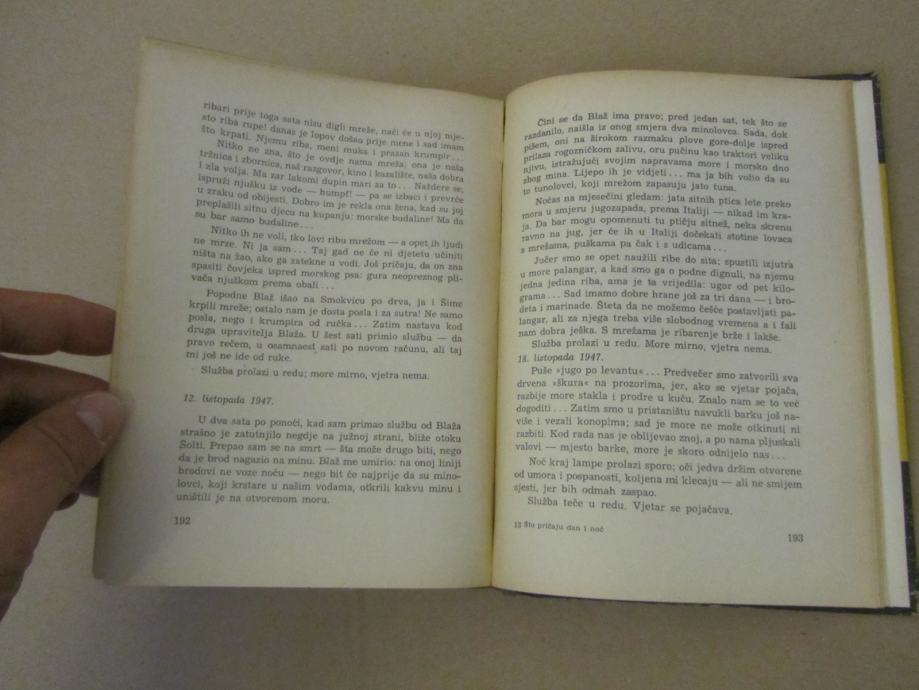 ribari prije toga sata nisu digli mreže, naći će u njoj mje-
sto riba rupe! danas je lopov došao prije mene i sad imam
što krpati. Njemu riba, meni muka i prazan krumpir...
Nitko ne zna, što je ovdje nama mreža; ona je naša
tržnica i zbornica, naš razgovor, kino i kazalište, naša dobra
i zla volja. Ma zar lakomi dupin mari za to... Naždere se,
ispruži njušku iz vode — humpf! — pa se izbaci i prevrće
u zraku od obijesti. Dobro im je rekla ona žena, kad su joj
preplašili sitnu djecu na kupanju: morske budaline! Ma da
su bar samo budaline...
Nitko ih ne voli, tko lovi ribu mrežom — a opet ih ljudi
ne mrze. Ni ja sam... Taj gad ne će ni djetetu učiniti
ništa na žao, ako ga zatekne u vodi. Još pričaju, da on zna
spasiti čovjeka ispred morskog psa: gura neopreznog pli-
vača njuškom prema obali...
Popodne Blaž išao na Smokvicu po drva, ja i Šime
krpili mreže; ostalo nam je dosta posla i za sutra! Ne samo
posla, nego i krumpira od ručka... Zatim nastava kod
druga upravitelja Blaža. U šest sati primio službu — da
pravo rečem, u osamnaest sati po novom računu, ali taj
mi još ne ide od ruke.
Služba prolazi u redu; more mirno, vjetra nema.
12. listopada 1947.
U dva sata po ponoći, kad sam primao službu od Blaža
strašno je zatutnjilo negdje na južnoj strani, bliže otoku
Šolti. Prepao sam se na smrt — šta može drugo biti, nego
da je brod nagazio na minu. Blaž me umirio: na onoj liniji
brodovi ne voze noću — nego bit će najprije da su mino-
lovci, koji krstare u našim vodama, otkrili kakvu minu i
uništili je na otvorenom moru.
192
Čini se da Blaž ima pravo; pred jedan sat, tek što se
razdanilo, naišla iz onog smjera dva minolovca. Sada, dok
pišem, oni na širokom razmaku plove gore-dolje ispred
prilaza rogozničkom zalivu, oru pučinu kao traktori veliku
njivu, istražujući svojim napravama more i morsko dno
zbog mina. Lijepo ih je vidjeti... ma ja bih volio da su
to tunolovci, koji mrežom zapasuju jato tuna.
Noćas na mjesečini gledam: jata sitnih ptica lete preko
mora u smjeru jugozapada, prema Italiji — nikad im kra-
ja. Da bar mogu opomenuti tu ptičju sitnež, neka skrenu
ravno na jug, jer će ih u Italiji dočekati stotine lovaca
s mrežama, puškama pa čak i s udicama...
Jučer smo se opet naužili ribe do sita; spustili izjutra
u more palangar, a kad smo ga o podne dignuli, na njemu
jedna jedina riba, ama je ta vrijedila: ugor od pet kilo-
grama... Sad imamo dobre hrane još za tri dana — i bro-
deta i marinade. Šteta da ne možemo češće postavljati pa-
langar, ali za njega treba više slobodnog vremena a i fali
nam dobra ješka. S mrežama je ribarenje brže i lakše.
Služba prolazi u redu. More mirno, vjetra nema.
18. listopada 1947.
Puše »jugo po levantu«... Predvečer smo zatvorili sva
drvena »škura« na prozorima, jer, ako se vjetar pojača,
razbije more stakla i prodre u kuću. Znalo nam se to već
dogoditi... Zatim smo u pristaništu navukli barku još na-
više i vezali konopima; sad je more ne može otkinuti ni
razbiti. Kod rada nas je oblijevao znoj, a po nama pljuskali
valovi — mjesto barke, more je skoro odnijelo nas...
Noć kraj lampe prolazi sporo; oči jedva držim otvorene
od umora i pospanosti, koljena mi klecaju — ali ne smijem
sjesti, jer bih odmah zaspao.
Služba teče u redu. Vjetar se pojačava.
13 Što pričaju dan i noć
193